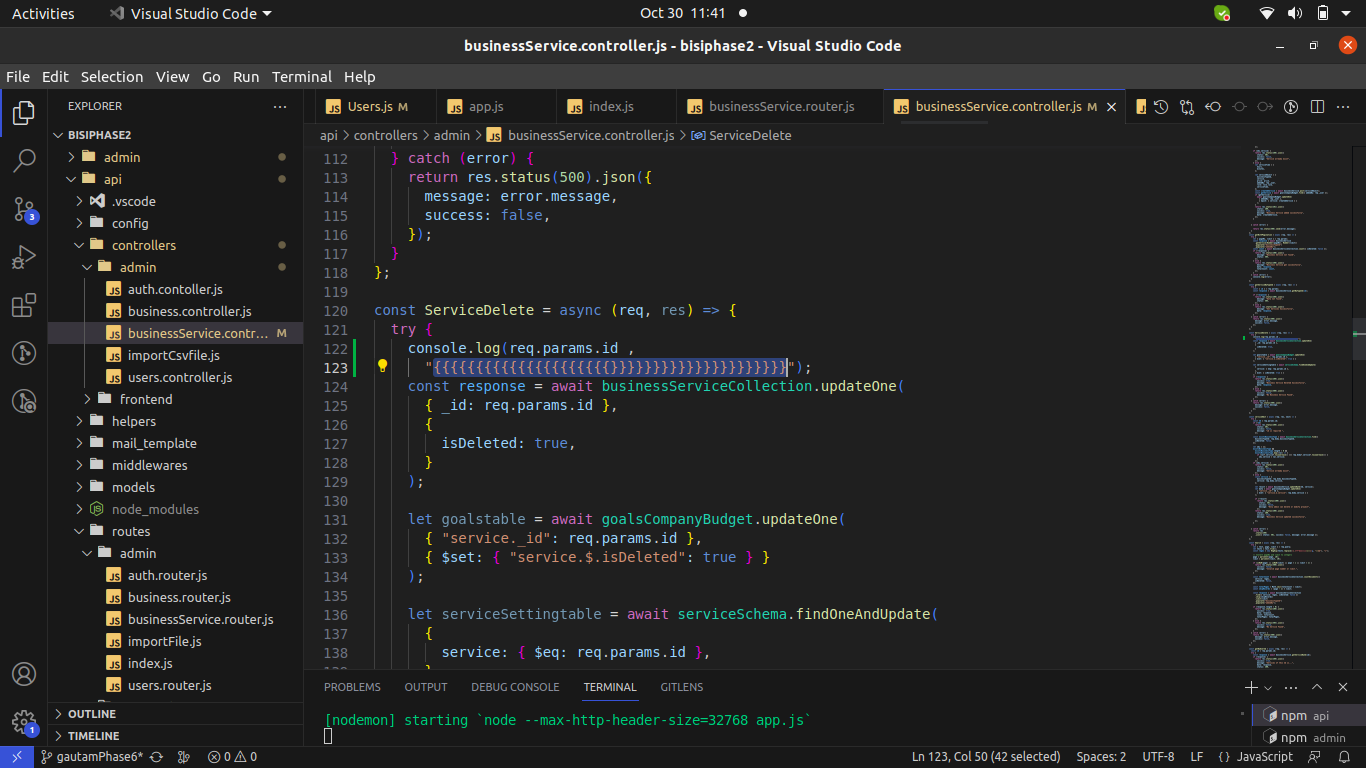 Activities
Visual Studio Code
Oct 30 11:41
businessService.controller.js - bisiphase2 - Visual Studio Code
File Edit Selection View Go Run Terminal Help
EXPLORER
Users.js M
app.js
index.js
businessService.router.js
businessService.controller.js M
api > controllers > admin > businessService.controller.js > ServiceDelete
BISIPHASE2
admin
api
.vscode
config
controllers
admin
auth.contoller.js
business.controller.js
businessService.contr... M
importCsvFile.js
users.controller.js
frontend
helpers
mail_template
middlewares
models
node_modules
routes
admin
auth.router.js
business.router.js
businessService.router.js
importFile.js
index.js
users.router.js
OUTLINE
TIMELINE
3
1
112 } catch (error) {
113 return res.status(500).json({
114 message: error.message,
115 success: false,
116 });
117 }
118 };
119
120 const ServiceDelete = async (req, res) => {
121 try {
122 console.log(req.params.id ,
123 "{{{{{{{{{{{{{{{{{{{{{}}}}}}}}}}}}}}}}}}}}}");
124 const response = await businessServiceCollection.updateOne(
125 { _id: req.params.id },
126 {
127 isDeleted: true,
128 }
129 );
130
131 let goalstable = await goalsCompanyBudget.updateOne(
132 { "service._id": req.params.id },
133 { $set: { "service.$.isDeleted": true } }
134 );
135
136 let serviceSettingtable = await serviceSchema.findOneAndUpdate(
137 {
138 service: { $eq: req.params.id },
PROBLEMS OUTPUT DEBUG CONSOLE TERMINAL GITLENS
[nodemon] starting `node --max-http-header-size=32768 app.js`
npm api
npm admin
gautamPhase6*
0 0
Ln 123, Col 50 (42 selected) Spaces: 2 UTF-8 LF {} JavaScript